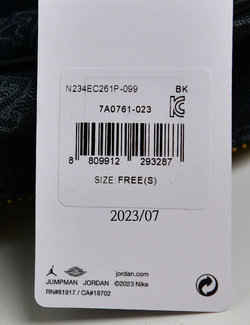 N234EC261P-099 BK
7A0761-023
8 809912 293287
SIZE: FREE(S)
2023/07
jordan.com
JUMPMAN JORDAN ©2023 Nike
RN#81917 / CA#18702